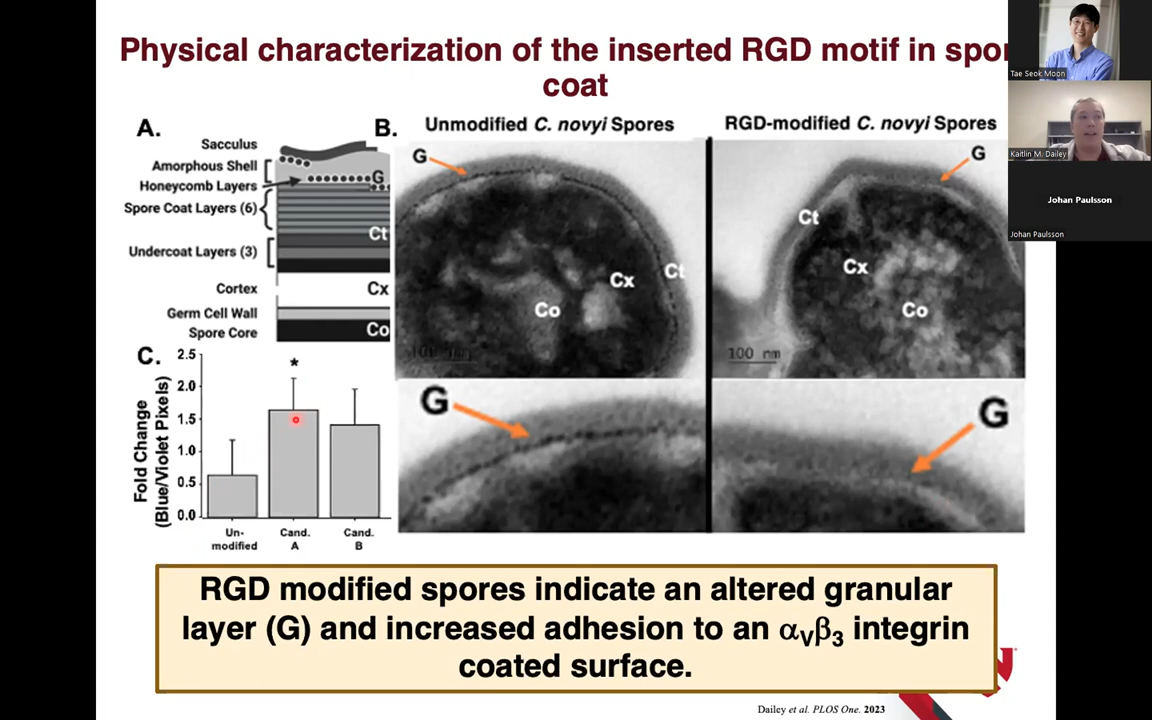 Physical characterization of the inserted RGD motif in spor
coat
Tae Seok Moon
Kaitlin M. Dailey
Johan Paulsson
Johan Paulsson
A.
Sacculus
Amorphous Shell
Honeycomb Layers
Spore Coat Layers (6)
Undercoat Layers (3)
Cortex
Germ Cell Wall
Spore Core
G
Ct
Cx
Co
B.
Unmodified C. novyi Spores
G
Ct
Cx
Co
100 nm
G
RGD-modified C. novyi Spores
G
Ct
Cx
Co
100 nm
G
C.
Fold Change
(Blue/Violet Pixels)
2.5
2.0
1.5
1.0
0.5
0.0
*
Un-
modified
Cand.
A
Cand.
B
RGD modified spores indicate an altered granular
layer (G) and increased adhesion to an αVβ3 integrin
coated surface.
Dailey et al. PLOS One. 2023